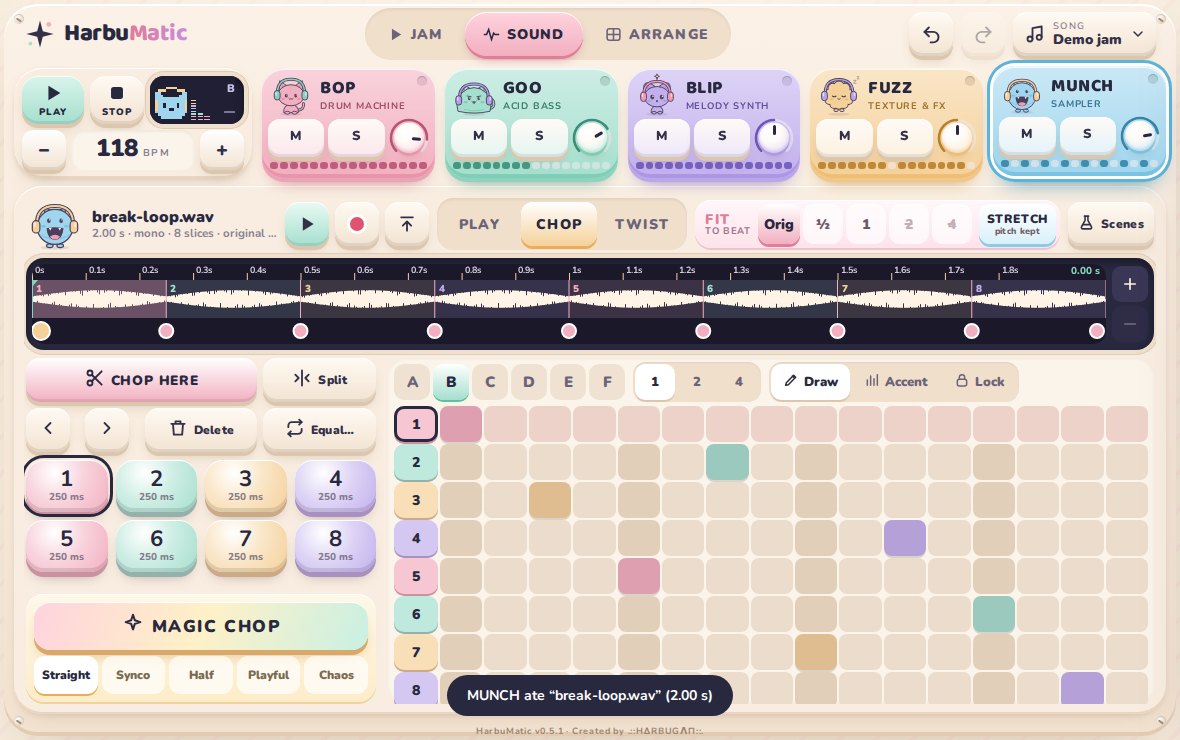 HarbuMatic
JAM
SOUND
ARRANGE
SONG
Demo jam
PLAY
STOP
B
118 BPM
BOP
DRUM MACHINE
M S
GOO
ACID BASS
M S
BLIP
MELODY SYNTH
M S
FUZZ
TEXTURE & FX
M S
MUNCH
SAMPLER
M S
break-loop.wav
2.00 s · mono · 8 slices · original ...
PLAY
CHOP
TWIST
FIT
TO BEAT
Orig
½
1
2
4
STRETCH
pitch kept
Scenes
0s 0.1s 0.2s 0.3s 0.4s 0.5s 0.6s 0.7s 0.8s 0.9s 1s 1.1s 1.2s 1.3s 1.4s 1.5s 1.6s 1.7s 1.8s 0.00 s
1 2 3 4 5 6 7 8
CHOP HERE
Split
Delete
Equal...
1 2 3 4
250 ms 250 ms 250 ms 250 ms
5 6 7 8
250 ms 250 ms 250 ms 250 ms
MAGIC CHOP
Straight Synco Half Playful Chaos
A B C D E F
1 2 4
Draw Accent Lock
1
2
3
4
5
6
7
8
MUNCH ate “break-loop.wav” (2.00 s)
HarbuMatic v0.5.1 · Created by .::HΔRBUGΛΠ::.